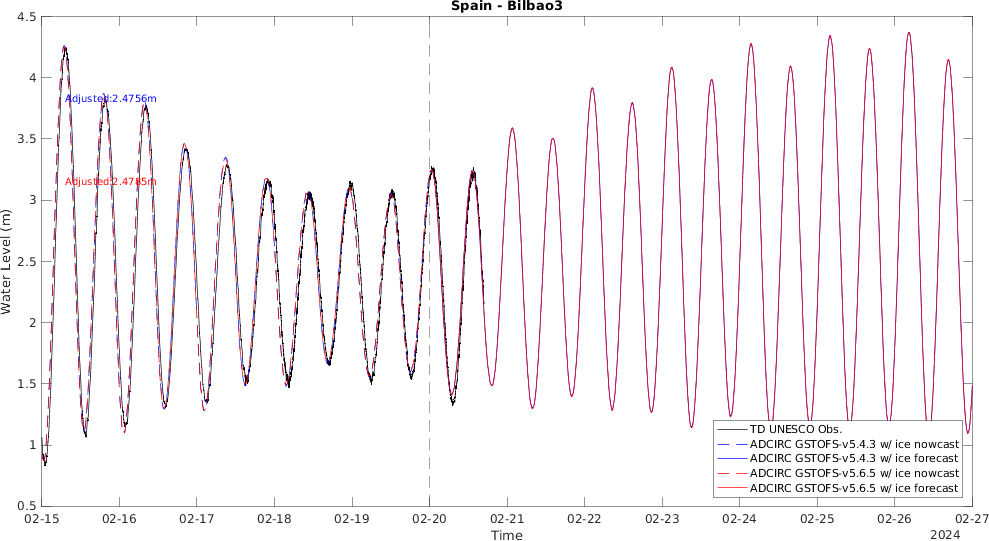 Spain - Bilbao3
4.5
4
3.5
3
2.5
2
1.5
1
0.5
Water Level (m)
Adjusted:2.4756m
Adjusted:2.4785m
TD UNESCO Obs.
ADCIRC GSTOFS-v5.4.3 w/ ice nowcast
ADCIRC GSTOFS-v5.4.3 w/ ice forecast
ADCIRC GSTOFS-v5.6.5 w/ ice nowcast
ADCIRC GSTOFS-v5.6.5 w/ ice forecast
02-15 02-16 02-17 02-18 02-19 02-20 02-21 02-22 02-23 02-24 02-25 02-26 02-27
Time
2024